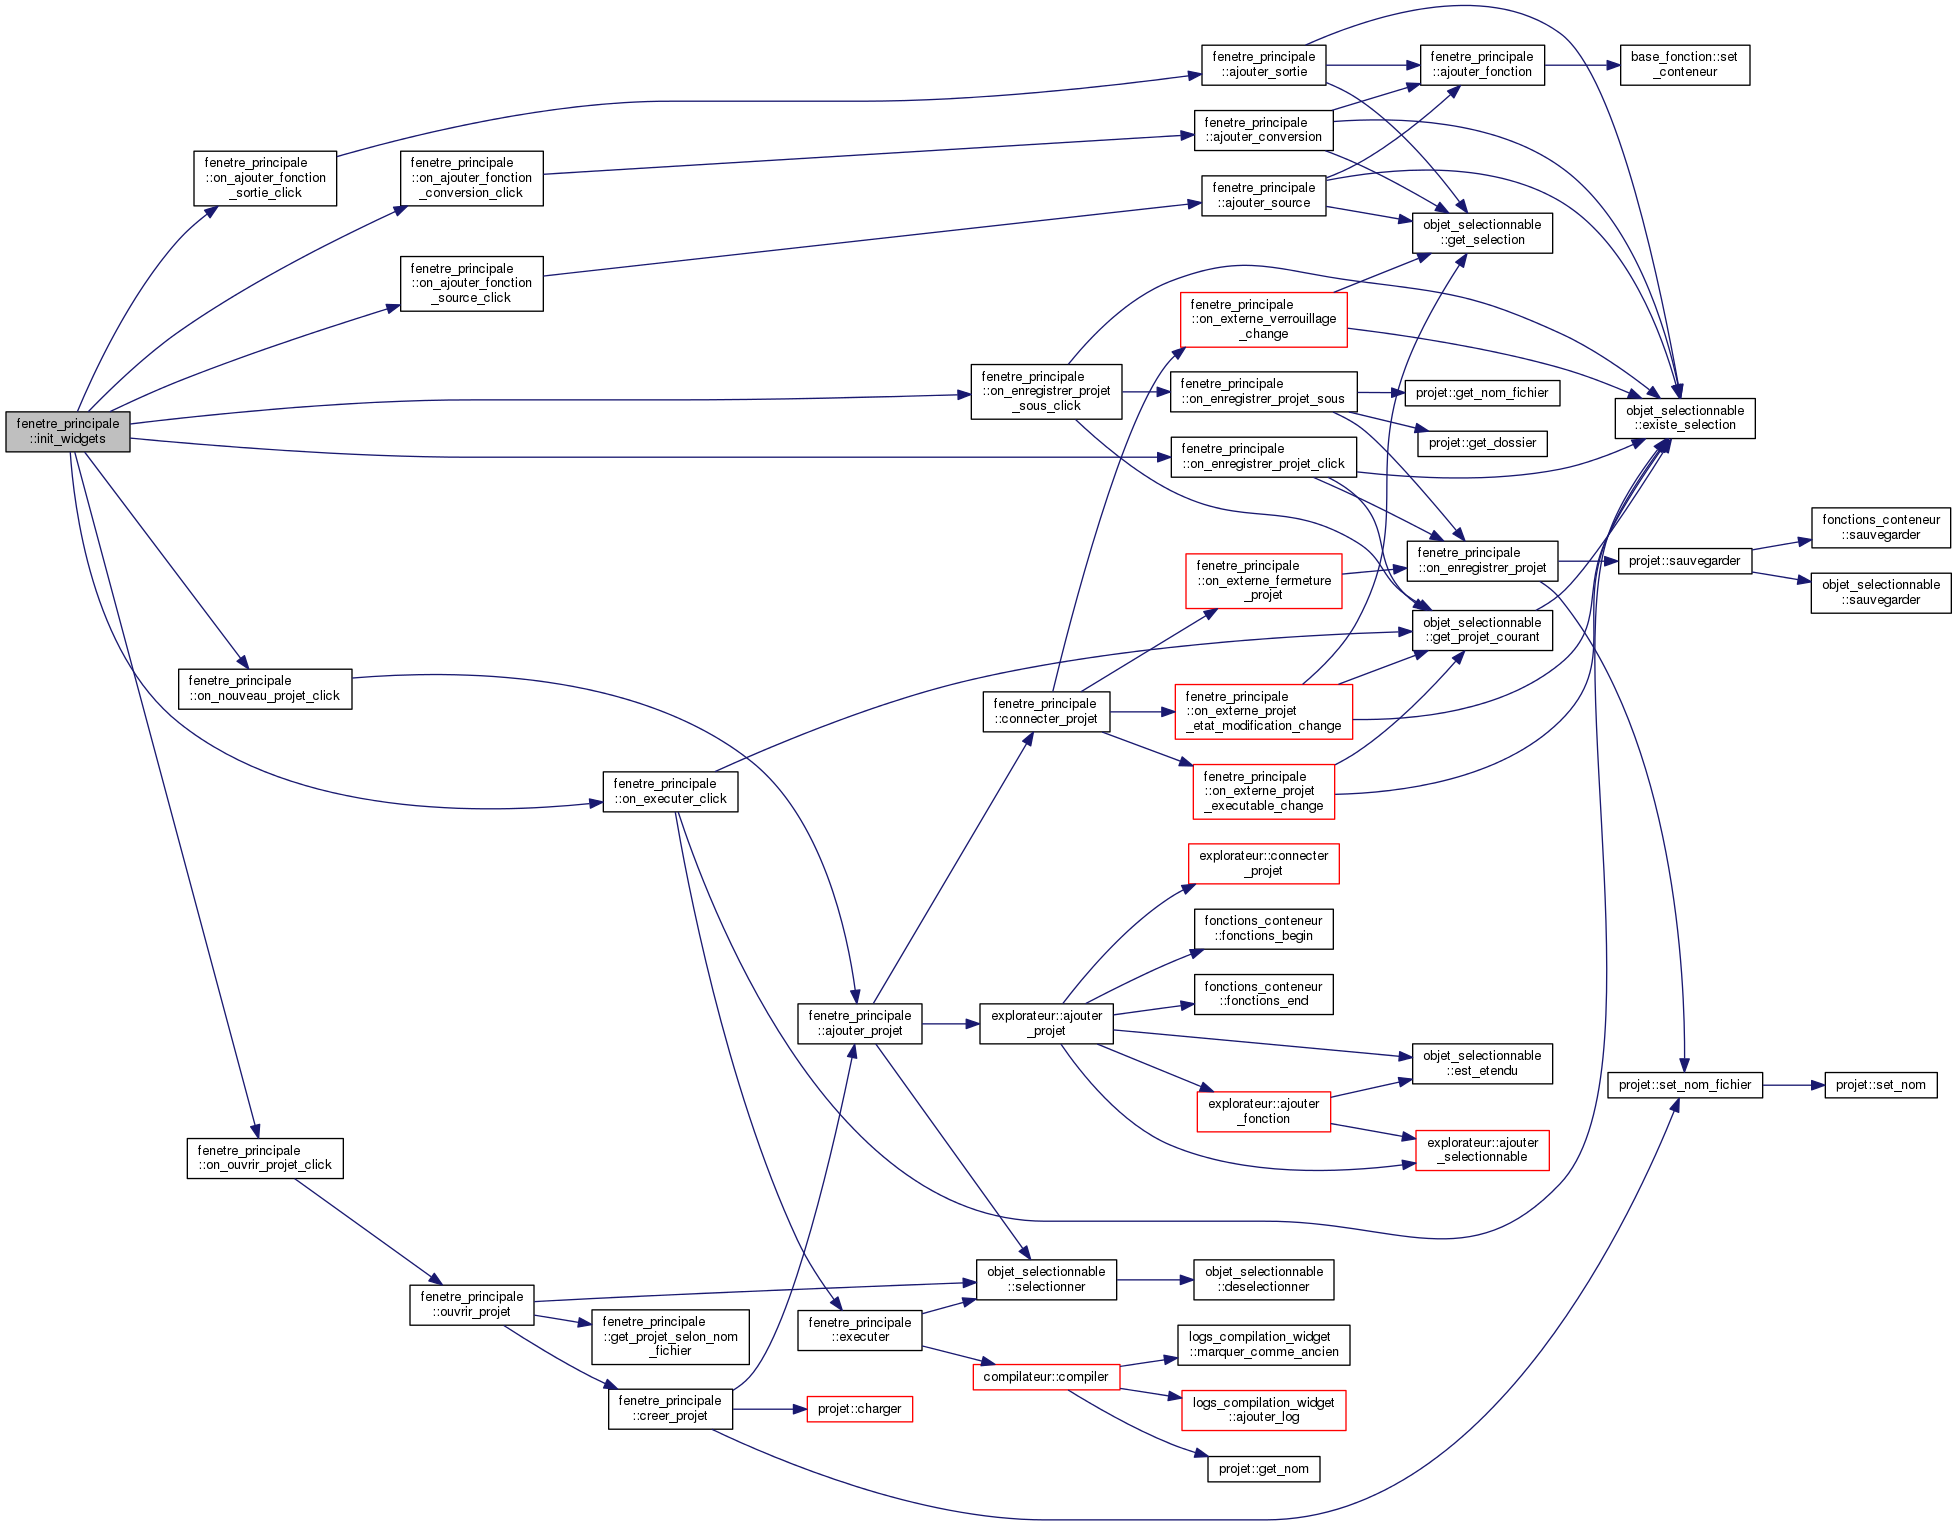 fenetre_principale
::init_widgets
fenetre_principale
::on_ajouter_fonction
_sortie_click
fenetre_principale
::on_ajouter_fonction
_conversion_click
fenetre_principale
::on_ajouter_fonction
_source_click
fenetre_principale
::on_nouveau_projet_click
fenetre_principale
::on_ouvrir_projet_click
fenetre_principale
::on_executer_click
fenetre_principale
::ouvrir_projet
fenetre_principale
::get_projet_selon_nom
_fichier
fenetre_principale
::creer_projet
fenetre_principale
::ajouter_projet
fenetre_principale
::executer
projet::charger
fenetre_principale
::on_enregistrer_projet
_sous_click
fenetre_principale
::connecter_projet
explorateur::ajouter
_projet
objet_selectionnable
::selectionner
compilateur::compiler
fenetre_principale
::ajouter_sortie
fenetre_principale
::ajouter_conversion
fenetre_principale
::ajouter_source
fenetre_principale
::on_externe_verrouillage
_change
fenetre_principale
::on_enregistrer_projet_sous
fenetre_principale
::on_enregistrer_projet_click
fenetre_principale
::on_externe_fermeture
_projet
fenetre_principale
::on_externe_projet
_etat_modification_change
fenetre_principale
::on_externe_projet
_executable_change
explorateur::connecter
_projet
fonctions_conteneur
::fonctions_begin
fonctions_conteneur
::fonctions_end
explorateur::ajouter
_fonction
objet_selectionnable
::deselectionner
logs_compilation_widget
::marquer_comme_ancien
logs_compilation_widget
::ajouter_log
projet::get_nom
fenetre_principale
::ajouter_fonction
objet_selectionnable
::get_selection
projet::get_nom_fichier
projet::get_dossier
fenetre_principale
::on_enregistrer_projet
objet_selectionnable
::get_projet_courant
objet_selectionnable
::est_etendu
explorateur::ajouter
_selectionnable
base_fonction::set
_conteneur
objet_selectionnable
::existe_selection
projet::sauvegarder
projet::set_nom_fichier
fonctions_conteneur
::sauvegarder
objet_selectionnable
::sauvegarder
projet::set_nom